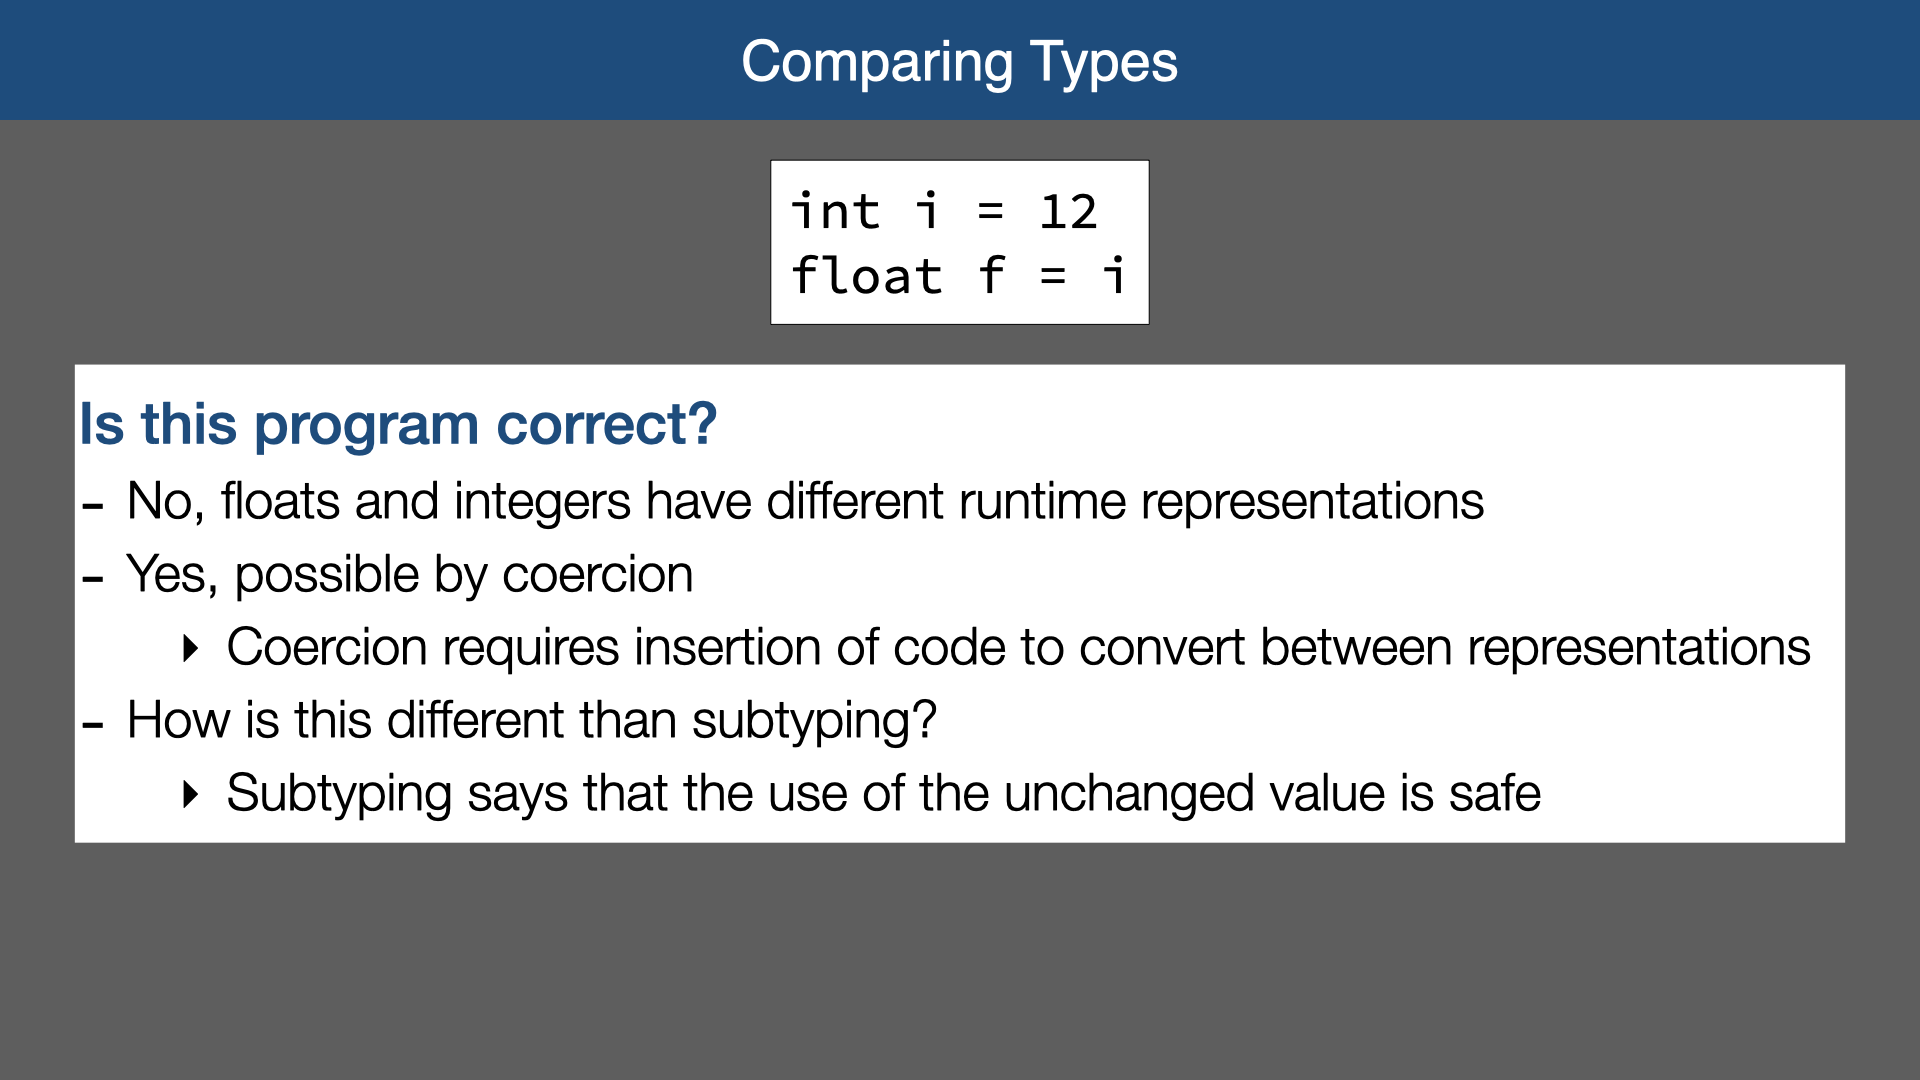 Comparing Types
int i = 12
float f = i
Is this program correct?
- No, floats and integers have different runtime representations
- Yes, possible by coercion
‣ Coercion requires insertion of code to convert between representations
- How is this different than subtyping?
‣ Subtyping says that the use of the unchanged value is safe